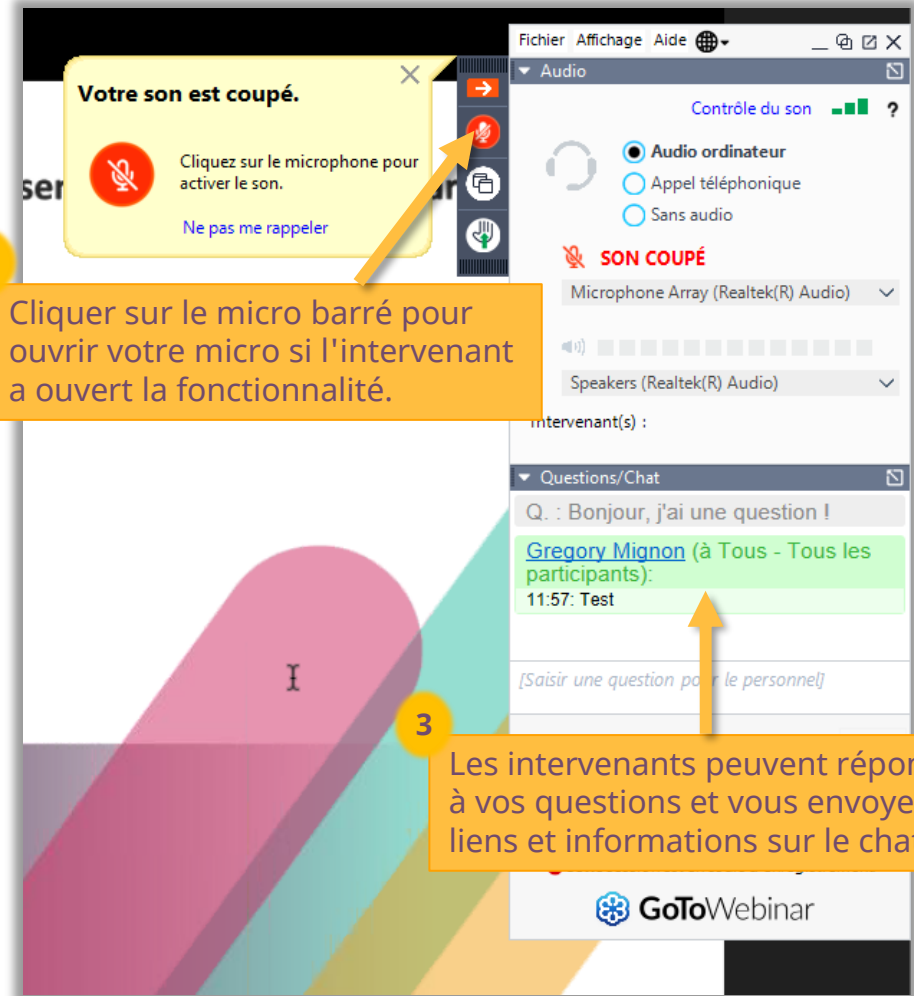 Fichier Affichage Aide
Audio
Contrôle du son ?
Audio ordinateur
Appel téléphonique
Sans audio
SON COUPÉ
Microphone Array (Realtek(R) Audio)
Speakers (Realtek(R) Audio)
Intervenant(s) :
Votre son est coupé.
Cliquez sur le microphone pour
activer le son.
Ne pas me rappeler
Cliquer sur le micro barré pour
ouvrir votre micro si l'intervenant
a ouvert la fonctionnalité.
Questions/Chat
Q. : Bonjour, j'ai une question !
Gregory Mignon (à Tous - Tous les
participants):
11:57: Test
[Saisir une question pour le personnel]
3
Les intervenants peuvent répon
à vos questions et vous envoye
liens et informations sur le chat
GoToWebinar